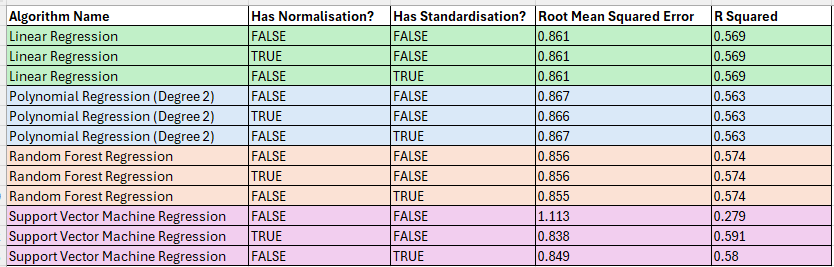 Algorithm Name Has Normalisation? Has Standardisation? Root Mean Squared Error R Squared
Linear Regression FALSE FALSE 0.861 0.569
Linear Regression TRUE FALSE 0.861 0.569
Linear Regression FALSE TRUE 0.861 0.569
Polynomial Regression (Degree 2) FALSE FALSE 0.867 0.563
Polynomial Regression (Degree 2) TRUE FALSE 0.866 0.563
Polynomial Regression (Degree 2) FALSE TRUE 0.867 0.563
Random Forest Regression FALSE FALSE 0.856 0.574
Random Forest Regression TRUE FALSE 0.856 0.574
Random Forest Regression FALSE TRUE 0.855 0.574
Support Vector Machine Regression FALSE FALSE 1.113 0.279
Support Vector Machine Regression TRUE FALSE 0.838 0.591
Support Vector Machine Regression FALSE TRUE 0.849 0.58